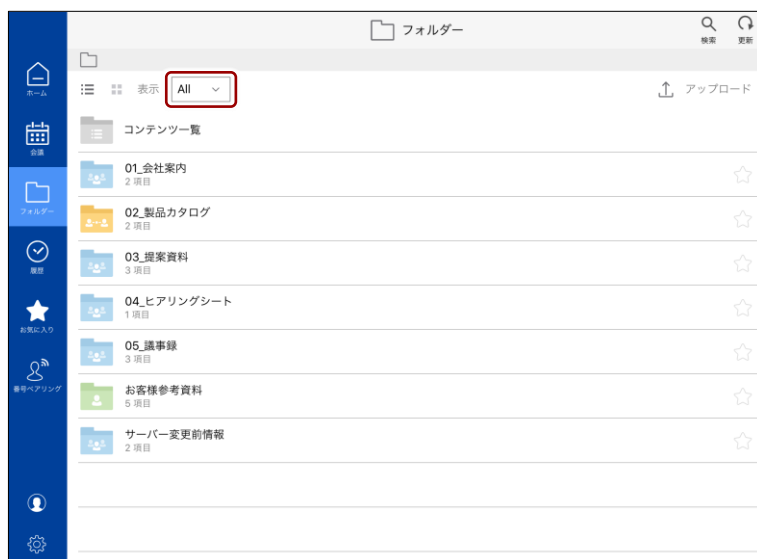 フォルダー
検索
更新
表示
All
アップロード
ホーム
会議
フォルダー
履歴
お気に入り
番号ペアリング
コンテンツ一覧
01_会社案内
2 項目
02_製品カタログ
2 項目
03_提案資料
3 項目
04_ヒアリングシート
1 項目
05_議事録
3 項目
お客様参考資料
5 項目
サーバー変更前情報
2 項目